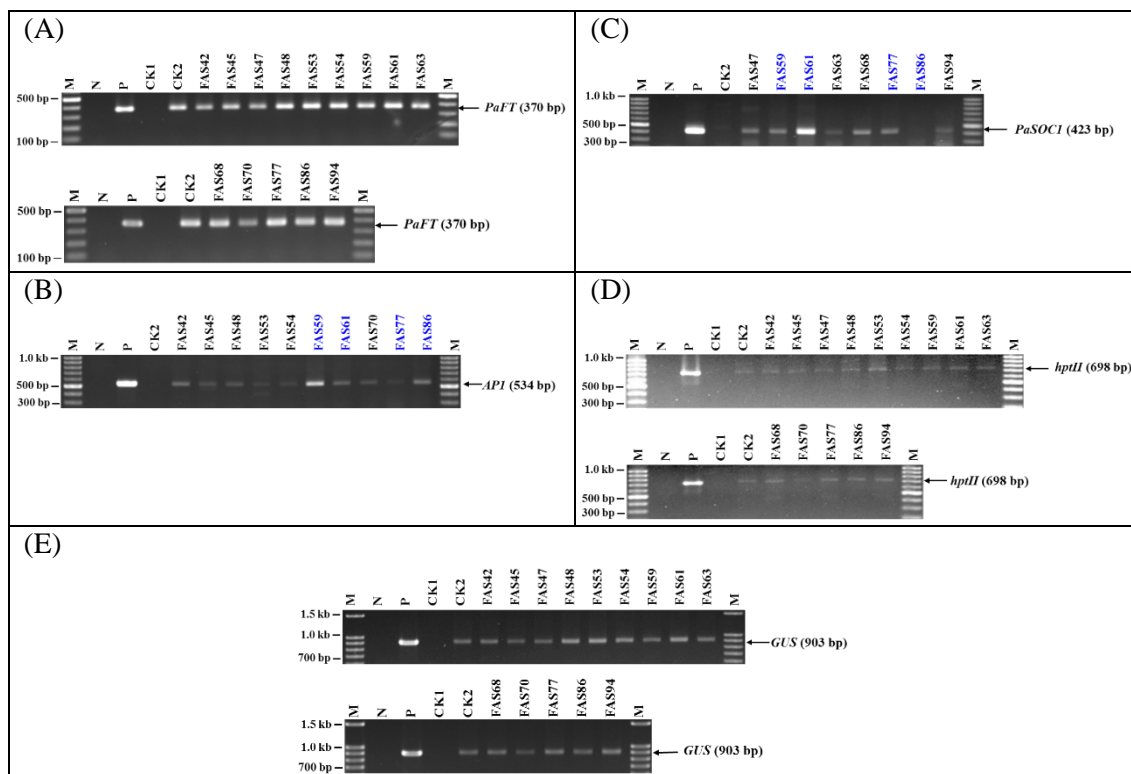 (A)
M N P CK1 CK2 FAS42 FAS45 FAS47 FAS48 FAS53 FAS54 FAS59 FAS61 FAS63 M
500 bp
PaFT (370 bp)
100 bp
M N P CK1 CK2 FAS68 FAS70 FAS77 FAS86 FAS94 M
500 bp
PaFT (370 bp)
100 bp
(C)
M N P CK2 FAS47 FAS59 FAS61 FAS63 FAS68 FAS77 FAS86 FAS94 M
1.0 kb
500 bp
PaSOC1 (423 bp)
300 bp
(B)
M N P CK2 FAS42 FAS45 FAS48 FAS53 FAS54 FAS59 FAS61 FAS70 FAS77 FAS86 M
1.0 kb
500 bp
AP1 (534 bp)
300 bp
(D)
M N P CK1 CK2 FAS42 FAS45 FAS47 FAS48 FAS53 FAS54 FAS59 FAS61 FAS63 M
1.0 kb
hptII (698 bp)
500 bp
300 bp
M N P CK1 CK2 FAS68 FAS70 FAS77 FAS86 FAS94 M
1.0 kb
hptII (698 bp)
500 bp
300 bp
(E)
M N P CK1 CK2 FAS42 FAS45 FAS47 FAS48 FAS53 FAS54 FAS59 FAS61 FAS63 M
1.5 kb
1.0 kb
GUS (903 bp)
700 bp
M N P CK1 CK2 FAS68 FAS70 FAS77 FAS86 FAS94 M
1.5 kb
1.0 kb
GUS (903 bp)
700 bp